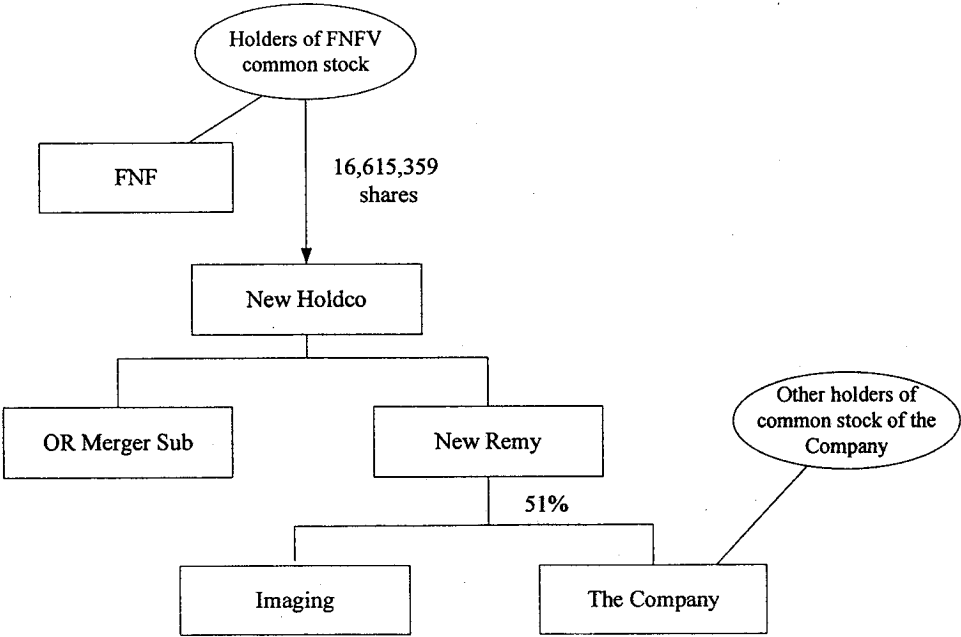 Holders of FNFV
common stock
FNF
16,615,359
shares
New Holdco
OR Merger Sub
New Remy
Other holders of
common stock of the
Company
51%
Imaging
The Company